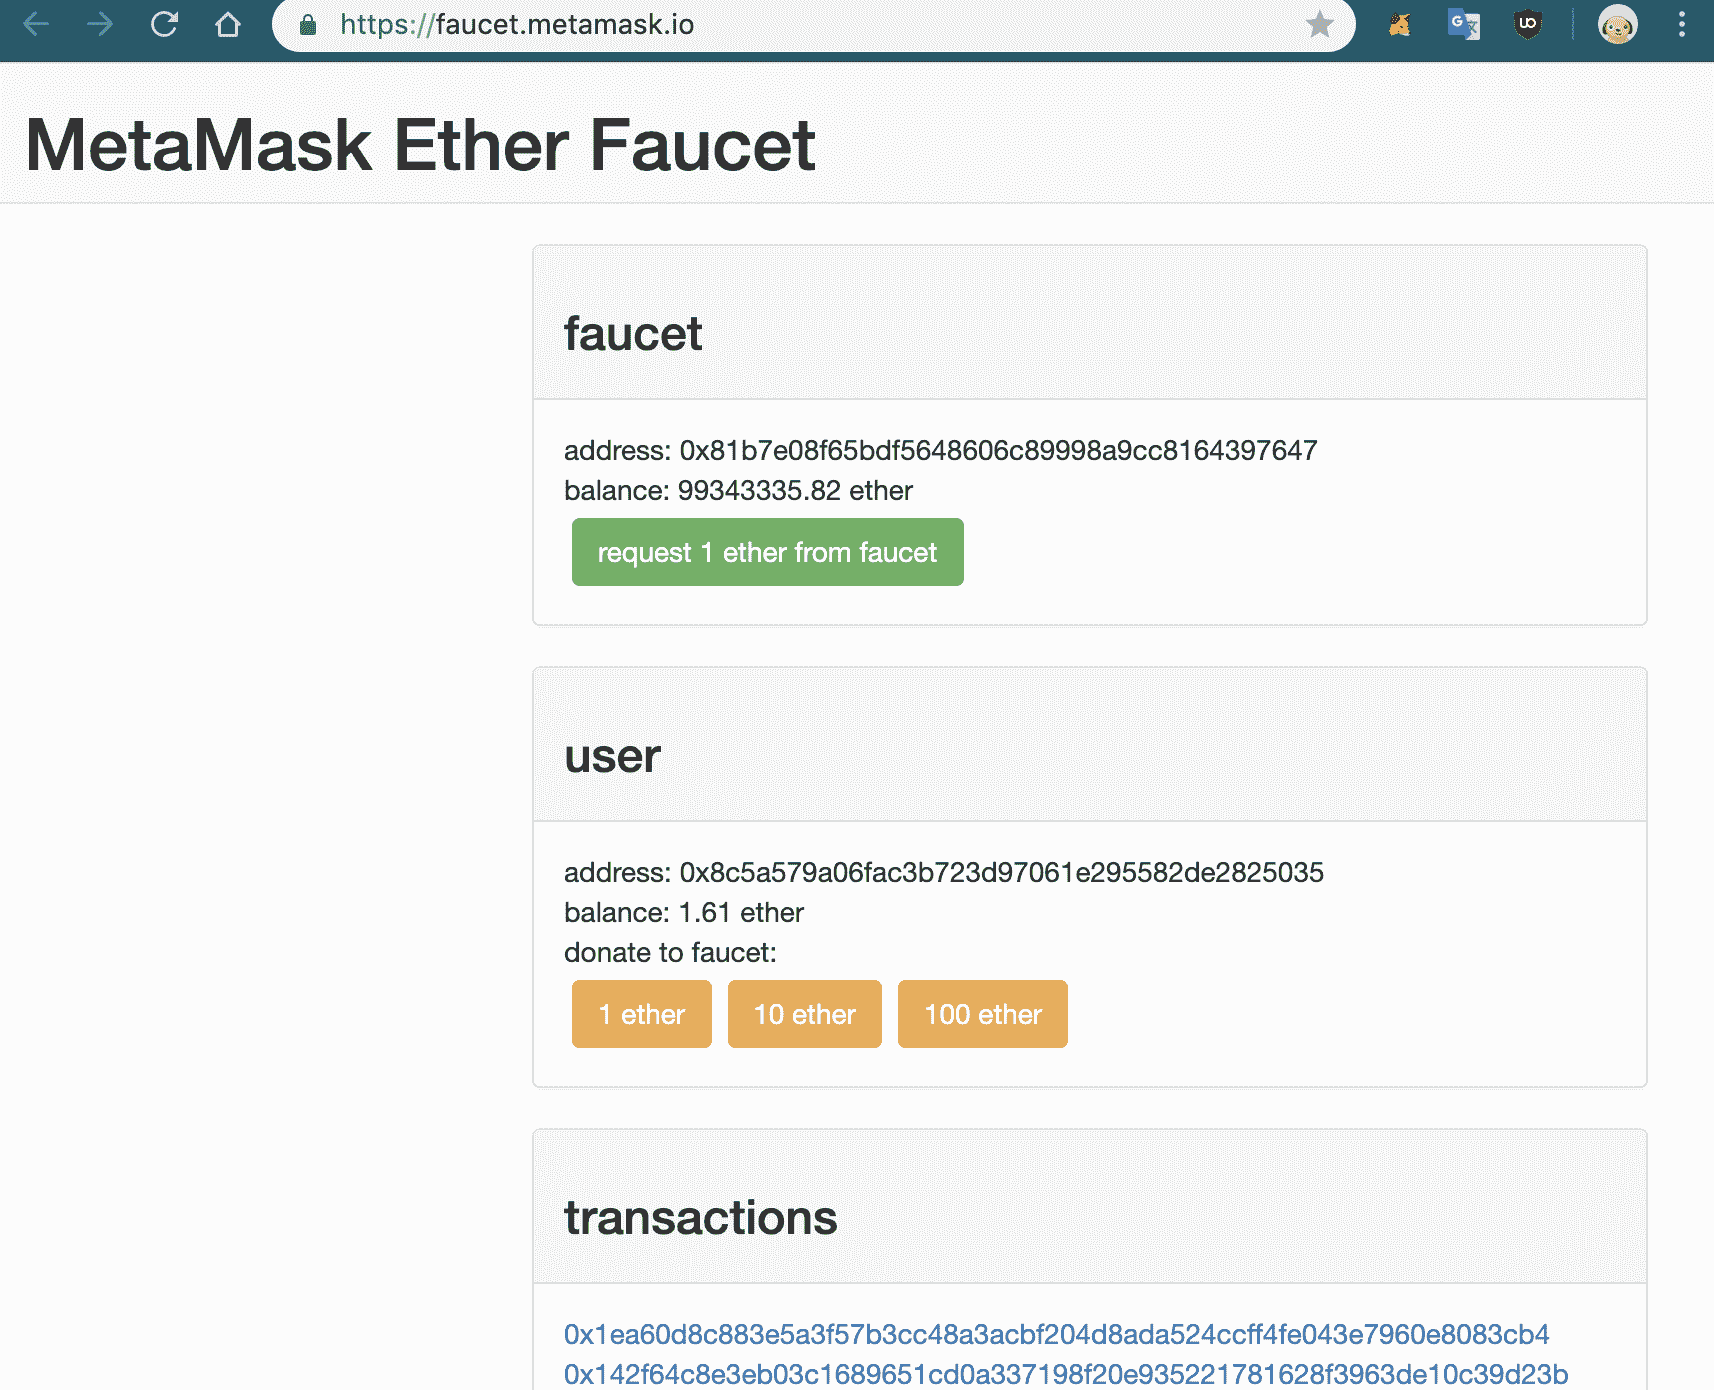 https://faucet.metamask.io
MetaMask Ether Faucet
faucet
address: 0x81b7e08f65bdf5648606c89998a9cc8164397647
balance: 99343335.82 ether
request 1 ether from faucet
user
address: 0x8c5a579a06fac3b723d97061e295582de2825035
balance: 1.61 ether
donate to faucet:
1 ether 10 ether 100 ether
transactions
0x1ea60d8c883e5a3f57b3cc48a3acbf204d8ada524ccff4fe043e7960e8083cb4
0x142f64c8e3eb03c1689651cd0a337198f20e935221781628f3963de10c39d23b